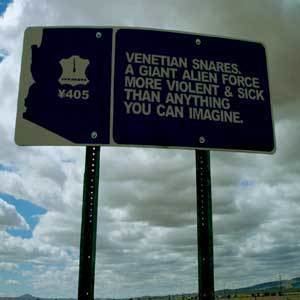 VENETIAN SNARES.
A GIANT ALIEN FORCE
MORE VIOLENT & SICK
THAN ANYTHING
YOU CAN IMAGINE.
¥405